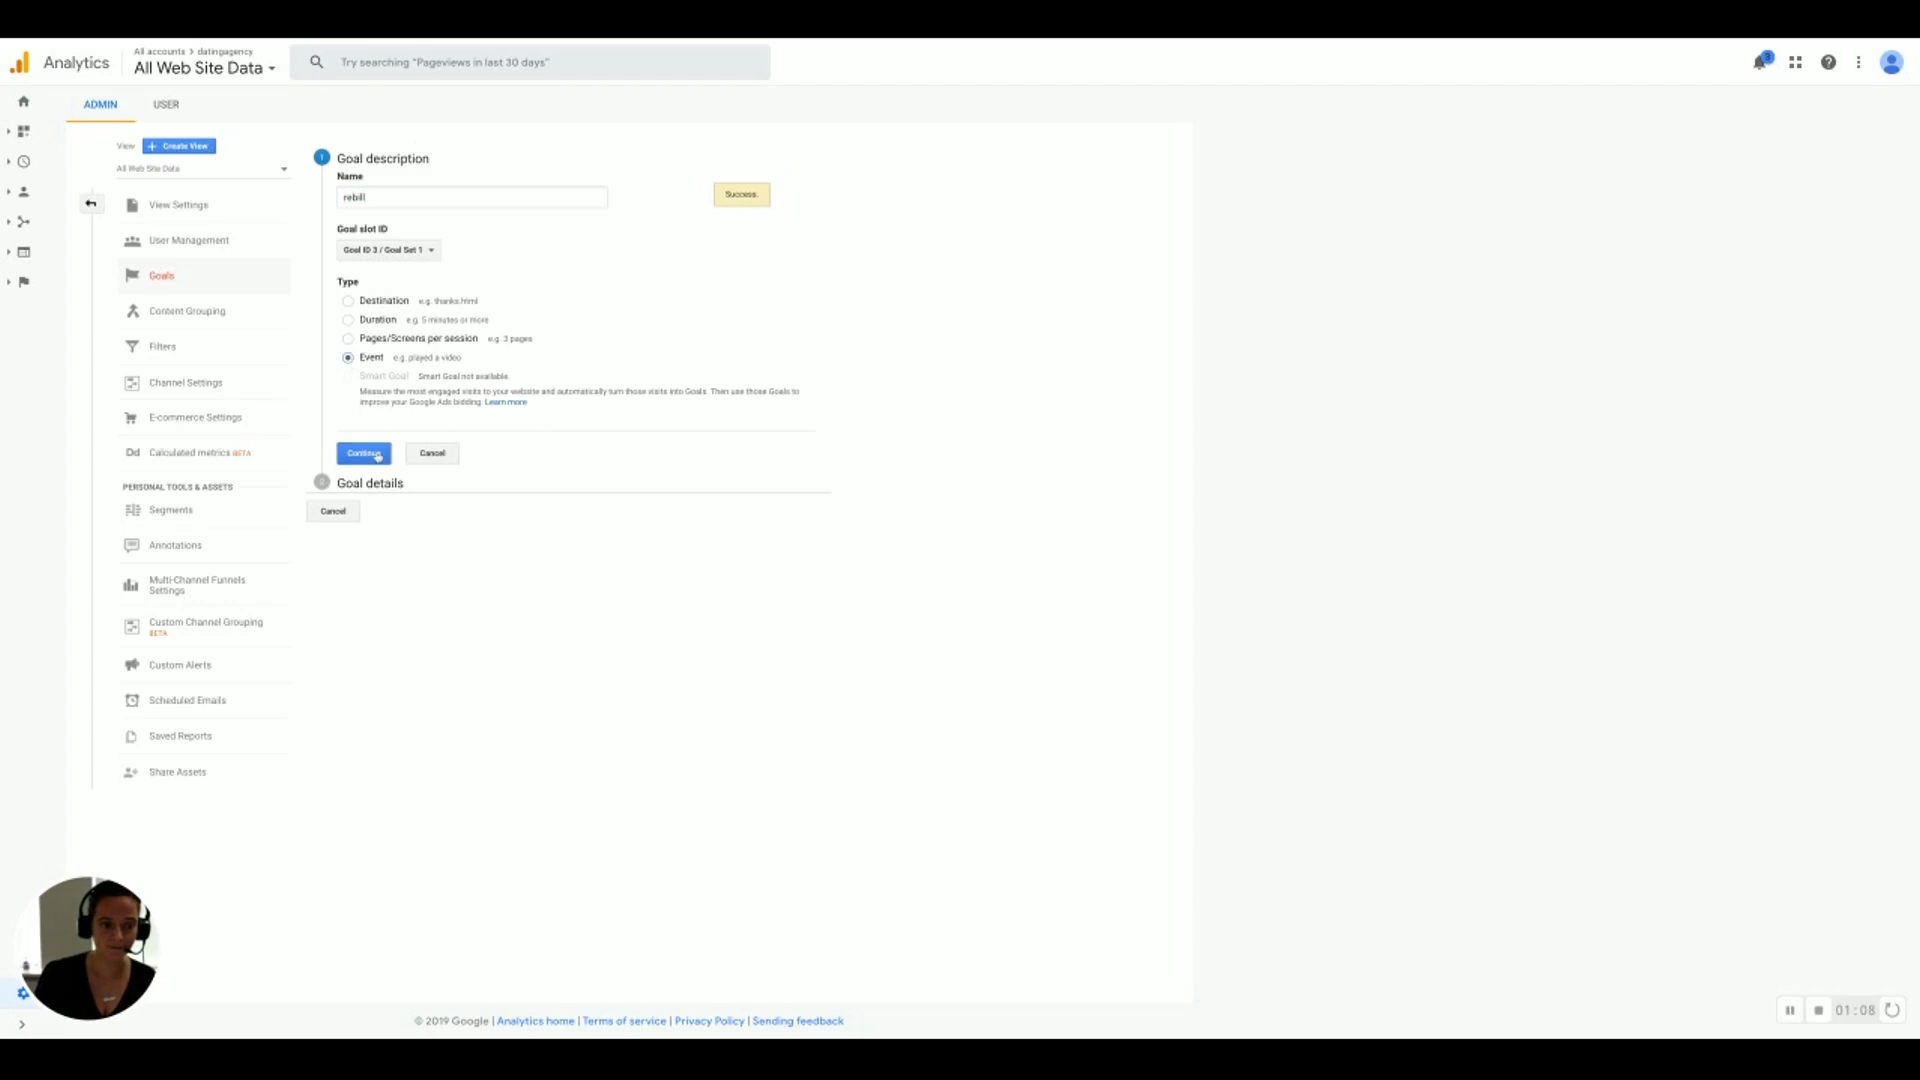 All accounts > datingagency
Analytics
All Web Site Data
Try searching "Pageviews in last 30 days"
3
ADMIN
USER
View
+ Create View
All Web Site Data
View Settings
User Management
Goals
Content Grouping
Filters
Channel Settings
E-commerce Settings
Dd Calculated metrics BETA
PERSONAL TOOLS & ASSETS
Segments
Annotations
Multi-Channel Funnels
Settings
Custom Channel Grouping
BETA
Custom Alerts
Scheduled Emails
Saved Reports
Share Assets
1 Goal description
Name
rebill
Success.
Goal slot ID
Goal ID 3 / Goal Set 1
Type
Destination e.g. thanks.html
Duration e.g. 5 minutes or more
Pages/Screens per session e.g. 3 pages
Event e.g. played a video
Smart Goal Smart Goal not available.
Measure the most engaged visits to your website and automatically turn those visits into Goals. Then use those Goals to
improve your Google Ads bidding. Learn more
Continue
Cancel
2 Goal details
Cancel
© 2019 Google | Analytics home | Terms of service | Privacy Policy | Sending feedback
01:08